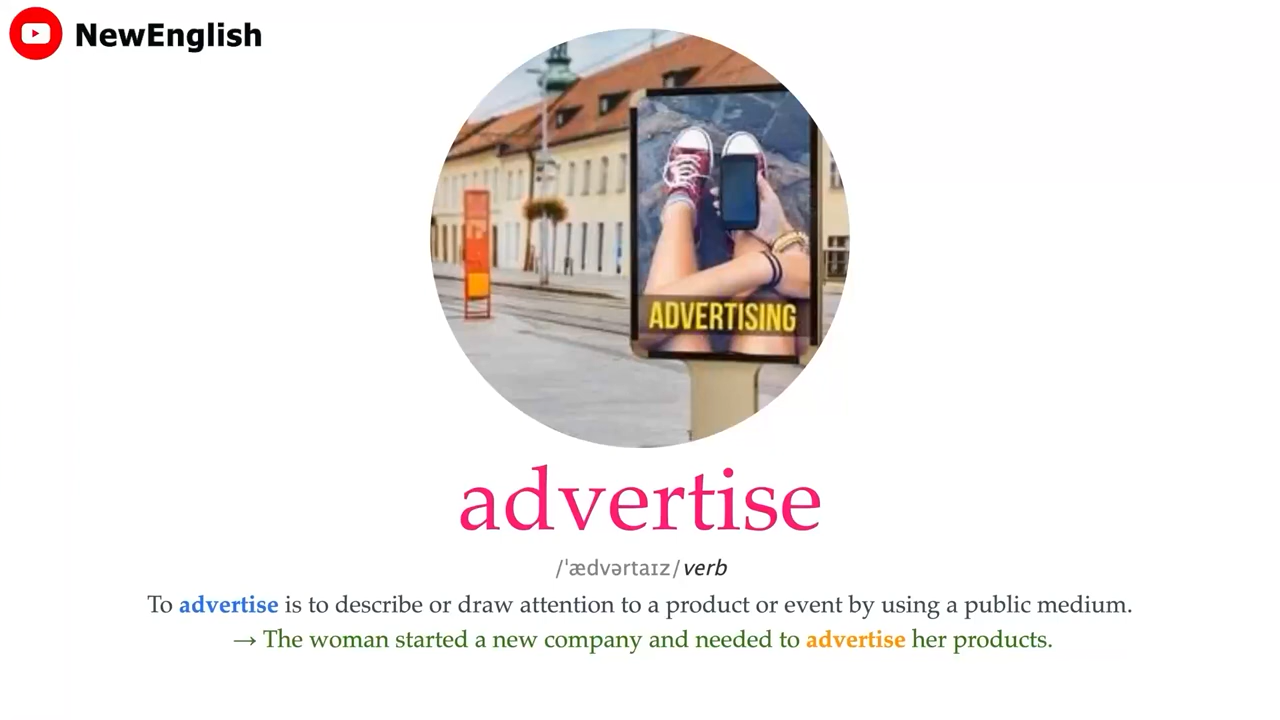 NewEnglish
ADVERTISING
advertise
/ˈædvərtaɪz/ verb
To advertise is to describe or draw attention to a product or event by using a public medium.
→ The woman started a new company and needed to advertise her products.